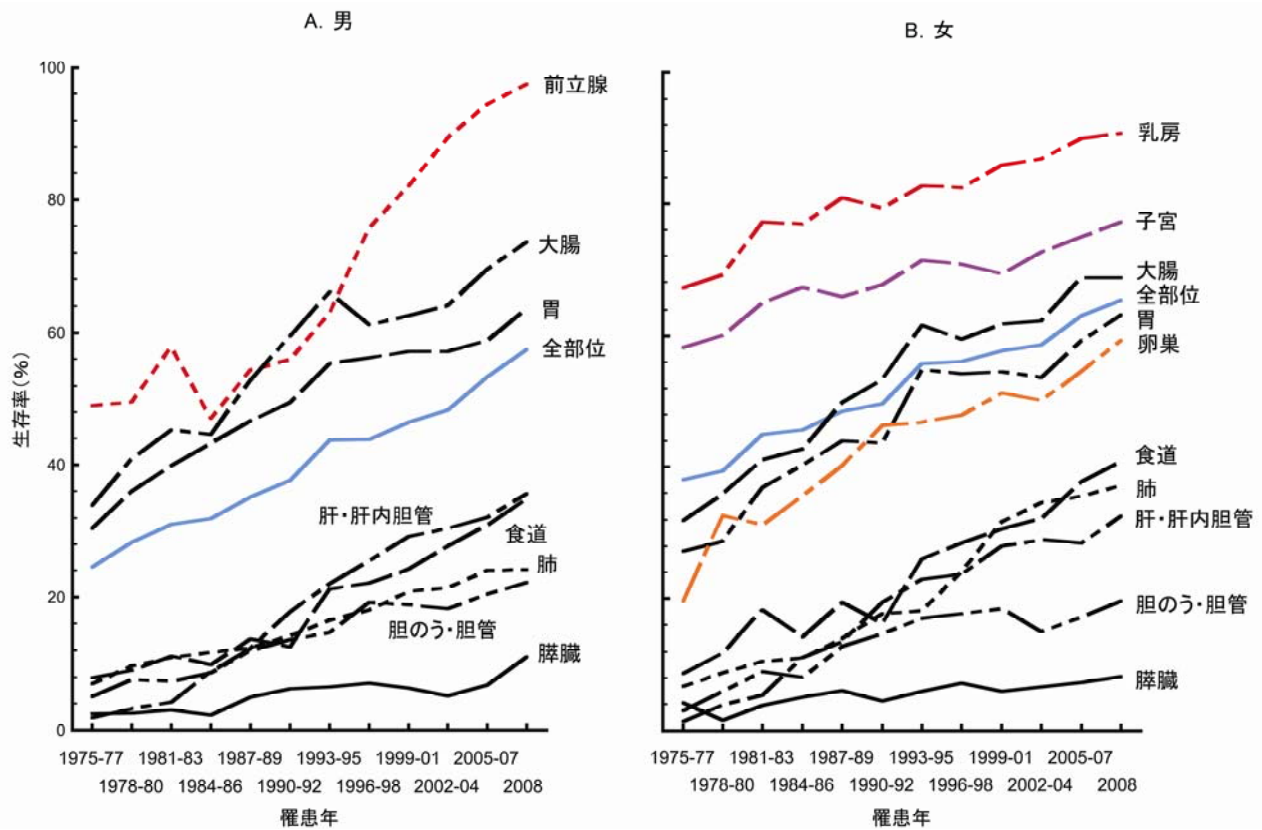 A. 男
100
80
60
40
20
0
生存率(%)
前立腺
大腸
胃
全部位
肝・肝内胆管
食道
肺
胆のう・胆管
膵臓
1975-77
1978-80
1981-83
1984-86
1987-89
1990-92
1993-95
1996-98
1999-01
2002-04
2005-07
2008
罹患年
B. 女
乳房
子宮
大腸
全部位
胃
卵巣
食道
肺
肝・肝内胆管
胆のう・胆管
膵臓
1975-77
1978-80
1981-83
1984-86
1987-89
1990-92
1993-95
1996-98
1999-01
2002-04
2005-07
2008
罹患年